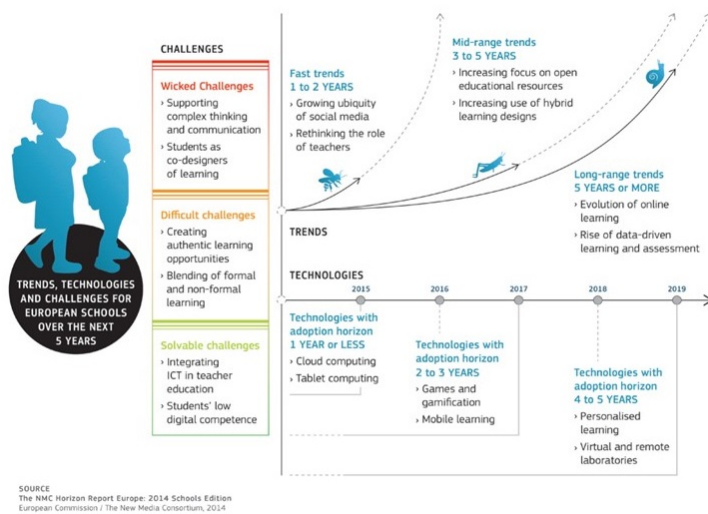 TRENDS, TECHNOLOGIES
AND CHALLENGES FOR
EUROPEAN SCHOOLS
OVER THE NEXT
5 YEARS
CHALLENGES
Wicked Challenges
› Supporting
complex thinking
and communication
› Students as
co-designers
of learning
Difficult challenges
› Creating
authentic learning
opportunities
› Blending of formal
and non-formal
learning
Solvable challenges
› Integrating
ICT in teacher
education
› Students' low
digital competence
Fast trends
1 to 2 YEARS
› Growing ubiquity
of social media
› Rethinking the role
of teachers
Mid-range trends
3 to 5 YEARS
› Increasing focus on open
educational resources
› Increasing use of hybrid
learning designs
Long-range trends
5 YEARS OR MORE
› Evolution of online
learning
› Rise of data-driven
learning and assessment
TRENDS
TECHNOLOGIES
2015
2016
2017
2018
2019
Technologies with
adoption horizon
1 YEAR or LESS
› Cloud computing
› Tablet computing
Technologies with
adoption horizon
2 to 3 YEARS
› Games and
gamification
› Mobile learning
Technologies with
adoption horizon
4 to 5 YEARS
› Personalised
learning
› Virtual and remote
laboratories
SOURCE
The NMC Horizon Report Europe: 2014 Schools Edition
European Commission / The New Media Consortium, 2014